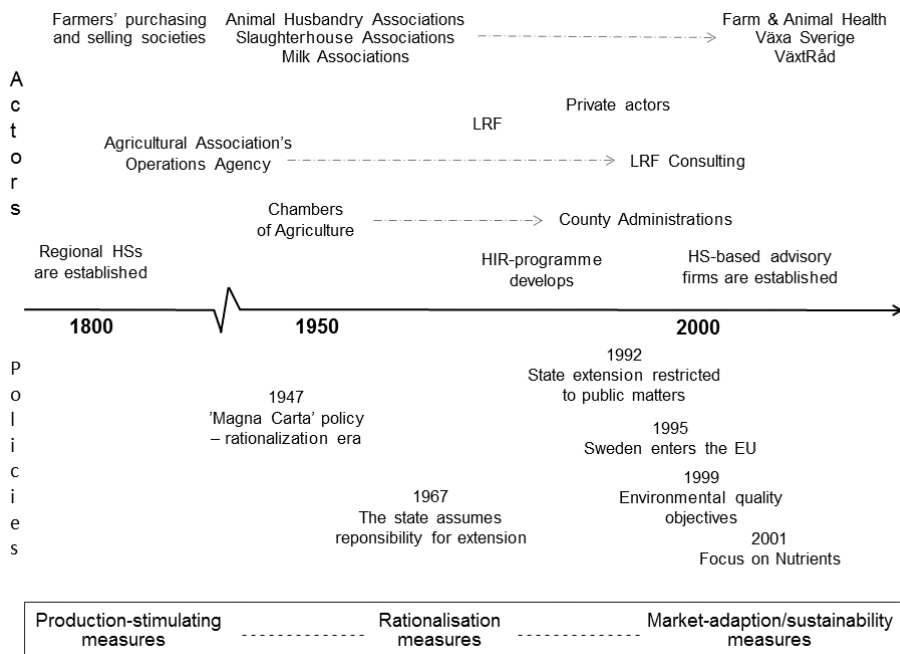 Farmers' purchasing
and selling societies
Animal Husbandry Associations
Slaughterhouse Associations
Milk Associations
Farm & Animal Health
Växa Sverige
VäxtRåd
Actors
Private actors
LRF
Agricultural Association's
Operations Agency
LRF Consulting
Chambers
of Agriculture
County Administrations
Regional HSs
are established
HIR-programme
develops
HS-based advisory
firms are established
1800
1950
2000
Policies
1992
State extension restricted
to public matters
1947
'Magna Carta' policy
– rationalization era
1995
Sweden enters the EU
1999
Environmental quality
objectives
1967
The state assumes
reponsibility for extension
2001
Focus on Nutrients
Production-stimulating
measures
Rationalisation
measures
Market-adaption/sustainability
measures